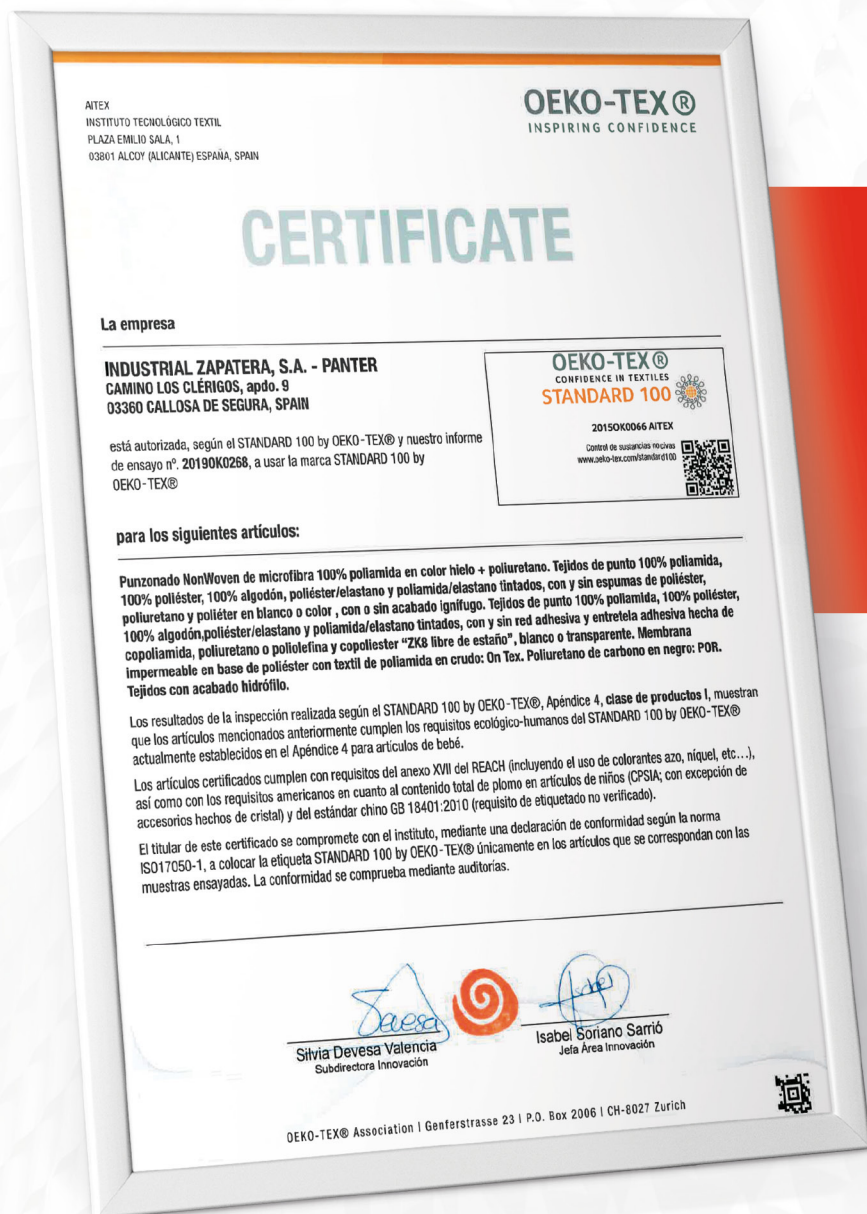 AITEX
INSTITUTO TECNOLÓGICO TEXTIL
PLAZA EMILIO SALA, 1
03801 ALCOY (ALICANTE) ESPAÑA, SPAIN
OEKO-TEX®
INSPIRING CONFIDENCE
CERTIFICATE
La empresa
INDUSTRIAL ZAPATERA, S.A. - PANTER
CAMINO LOS CLÉRIGOS, apdo. 9
03360 CALLOSA DE SEGURA, SPAIN
está autorizada, según el STANDARD 100 by OEKO-TEX® y nuestro informe
de ensayo nº. 2019OK0268, a usar la marca STANDARD 100 by
OEKO-TEX®
OEKO-TEX®
CONFIDENCE IN TEXTILES
STANDARD 100
2015OK0066 AITEX
Control de sustancias nocivas
www.oeko-tex.com/standard100
para los siguientes artículos:
Punzonado NonWoven de microfibra 100% poliamida en color hielo + poliuretano. Tejidos de punto 100% poliamida,
100% poliéster, 100% algodón, poliéster/elastano y poliamida/elastano tintados, con y sin espumas de poliéster,
poliuretano y poliéter en blanco o color , con o sin acabado ignífugo. Tejidos de punto 100% poliamida, 100% poliéster,
100% algodón,poliéster/elastano y poliamida/elastano tintados, con y sin red adhesiva y entretela adhesiva hecha de
copoliamida, poliuretano o poliolefina y copoliester “ZK8 libre de estaño”, blanco o transparente. Membrana
impermeable en base de poliéster con textil de poliamida en crudo: On Tex. Poliuretano de carbono en negro: POR.
Tejidos con acabado hidrófilo.
Los resultados de la inspección realizada según el STANDARD 100 by OEKO-TEX®, Apéndice 4, clase de productos I, muestran
que los artículos mencionados anteriormente cumplen los requisitos ecológico-humanos del STANDARD 100 by OEKO-TEX®
actualmente establecidos en el Apéndice 4 para artículos de bebé.
Los artículos certificados cumplen con requisitos del anexo XVII del REACH (incluyendo el uso de colorantes azo, níquel, etc...),
así como con los requisitos americanos en cuanto al contenido total de plomo en artículos de niños (CPSIA; con excepción de
accesorios hechos de cristal) y del estándar chino GB 18401:2010 (requisito de etiquetado no verificado).
El titular de este certificado se compromete con el instituto, mediante una declaración de conformidad según la norma
ISO17050-1, a colocar la etiqueta STANDARD 100 by OEKO-TEX® únicamente en los artículos que se correspondan con las
muestras ensayadas. La conformidad se comprueba mediante auditorías.
Silvia Devesa Valencia
Subdirectora Innovación
Isabel Soriano Sarrió
Jefa Área Innovación
OEKO-TEX® Association | Genferstrasse 23 | P.O. Box 2006 | CH-8027 Zurich